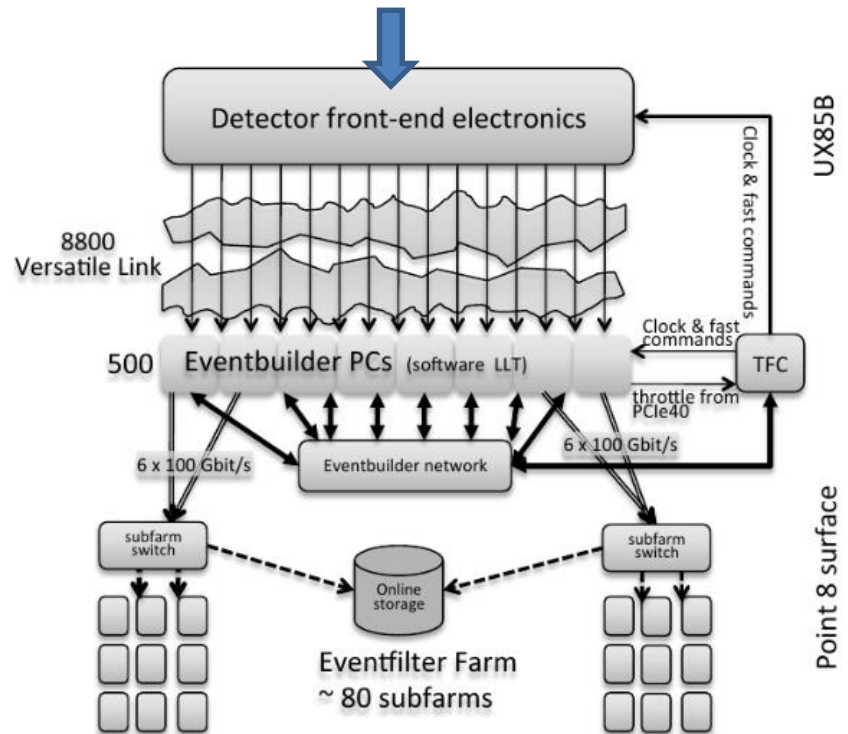 Detector front-end electronics
UX85B
Clock & fast commands
8800
Versatile Link
500
Eventbuilder PCs (software LLT)
Clock & fast
commands
TFC
throttle from
PCIe40
6 x 100 Gbit/s
Eventbuilder network
6 x 100 Gbit/s
subfarm
switch
subfarm
switch
Online
storage
Point 8 surface
Eventfilter Farm
~ 80 subfarms